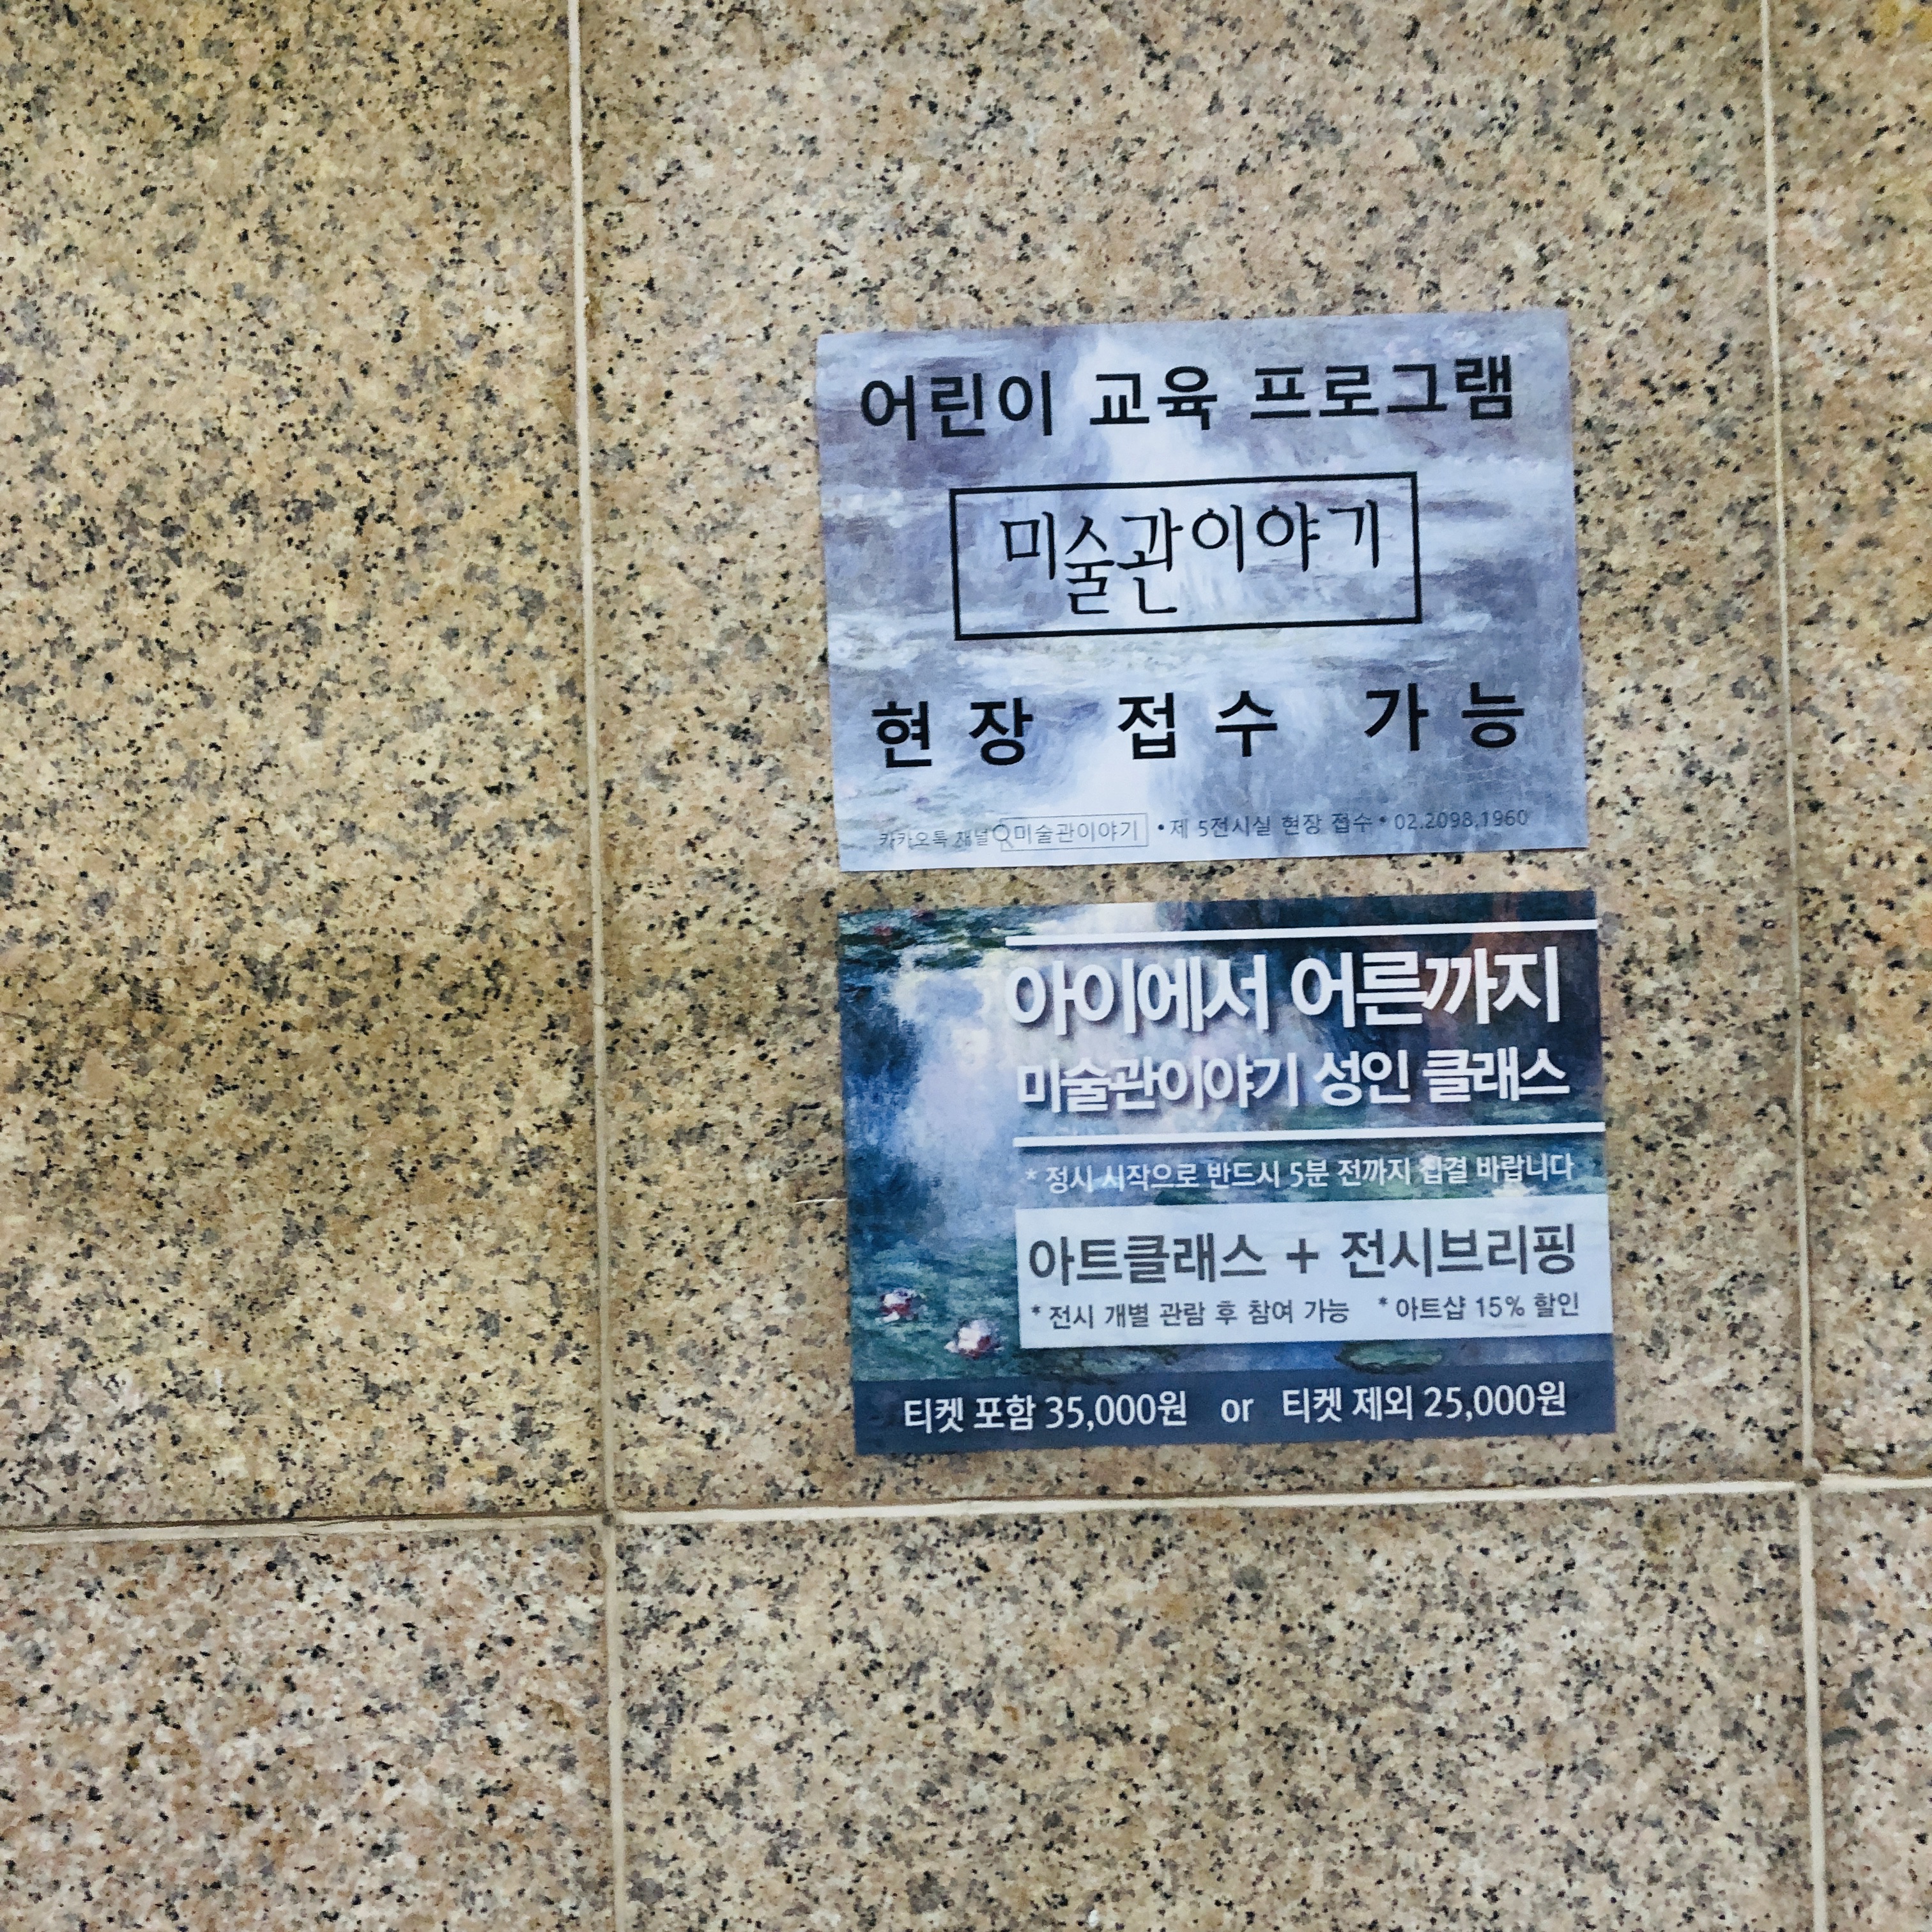 어린이 교육 프로그램
미술관이야기
현장 접수 가능
카카오톡 채널 미술관이야기 • 제 5전시실 현장 접수 • 02.2098.1960
아이에서 어른까지
미술관이야기 성인 클래스
* 정시 시작으로 반드시 5분 전까지 집결 바랍니다
아트클래스 + 전시브리핑
* 전시 개별 관람 후 참여 가능 * 아트샵 15% 할인
티켓 포함 35,000원 or 티켓 제외 25,000원